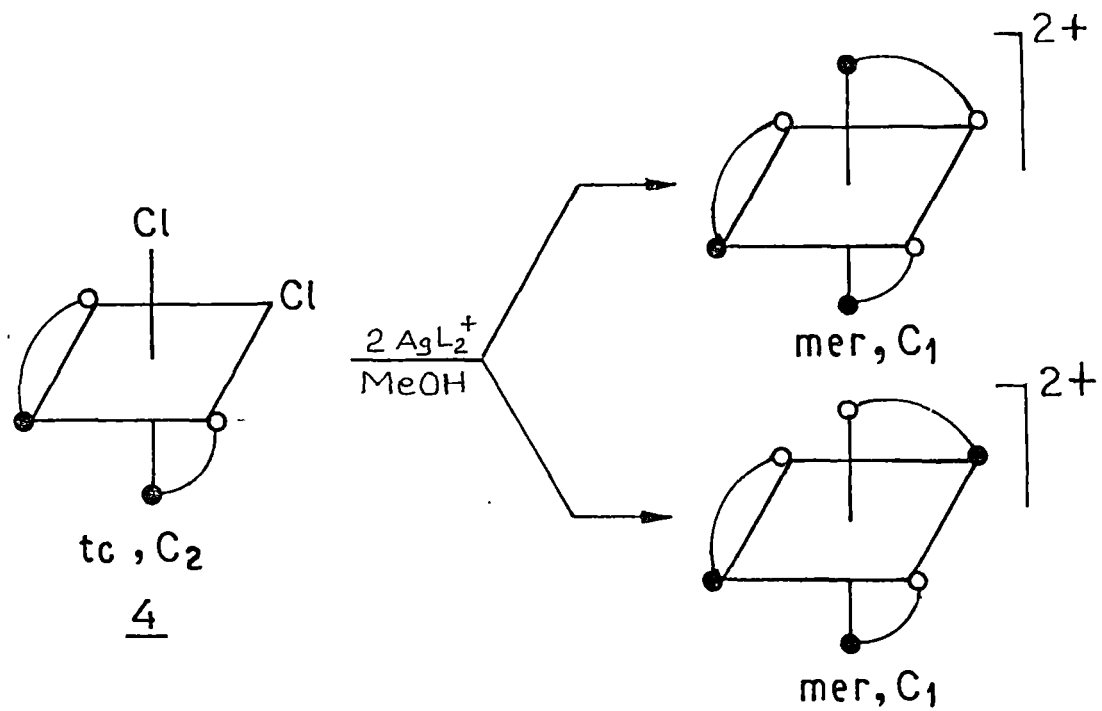 Cl
Cl
tc , C₂
4
2 AgL₂⁺
MeOH
2+
mer, C₁
2+
mer, C₁